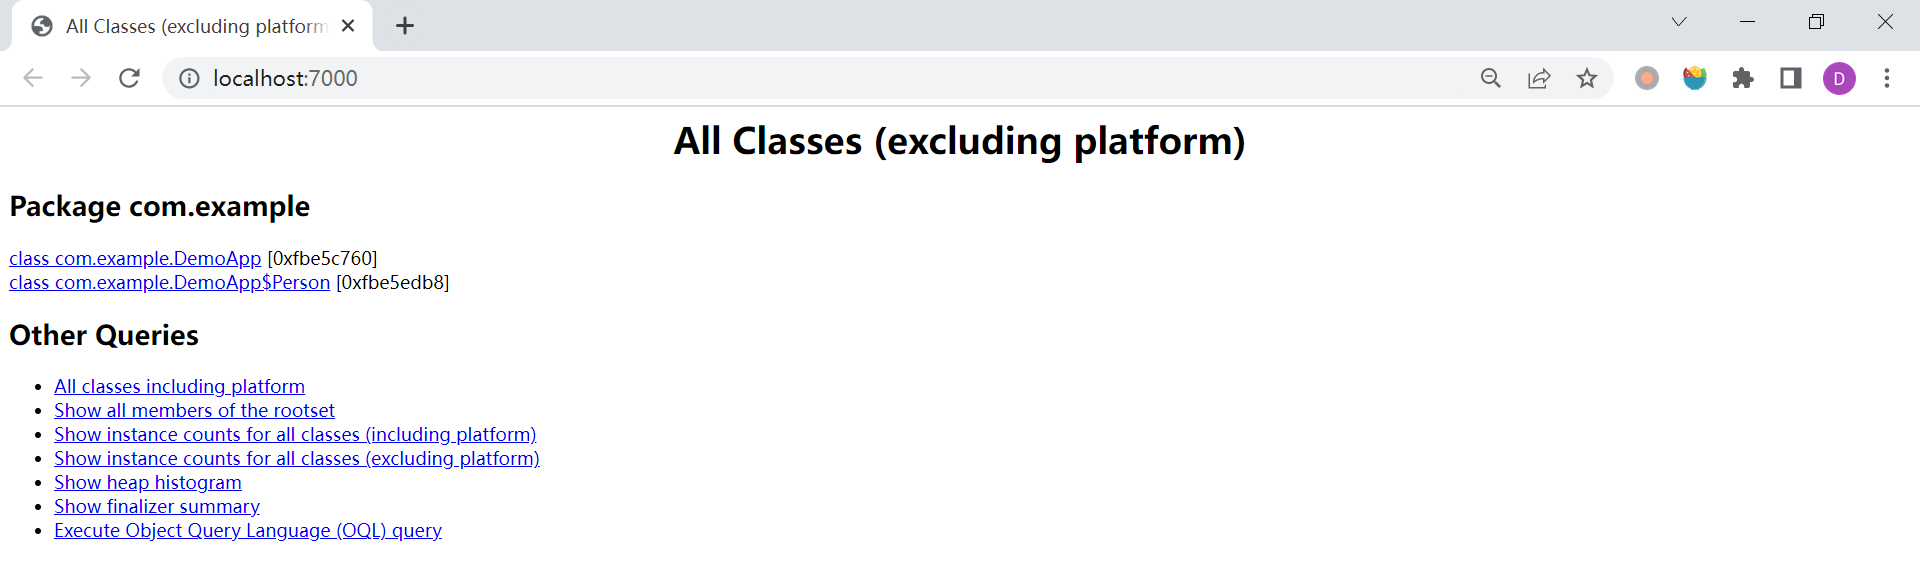 All Classes (excluding platform
localhost:7000
D
All Classes (excluding platform)
Package com.example
class com.example.DemoApp [0xfbe5c760]
class com.example.DemoApp$Person [0xfbe5edb8]
Other Queries
All classes including platform
Show all members of the rootset
Show instance counts for all classes (including platform)
Show instance counts for all classes (excluding platform)
Show heap histogram
Show finalizer summary
Execute Object Query Language (OQL) query